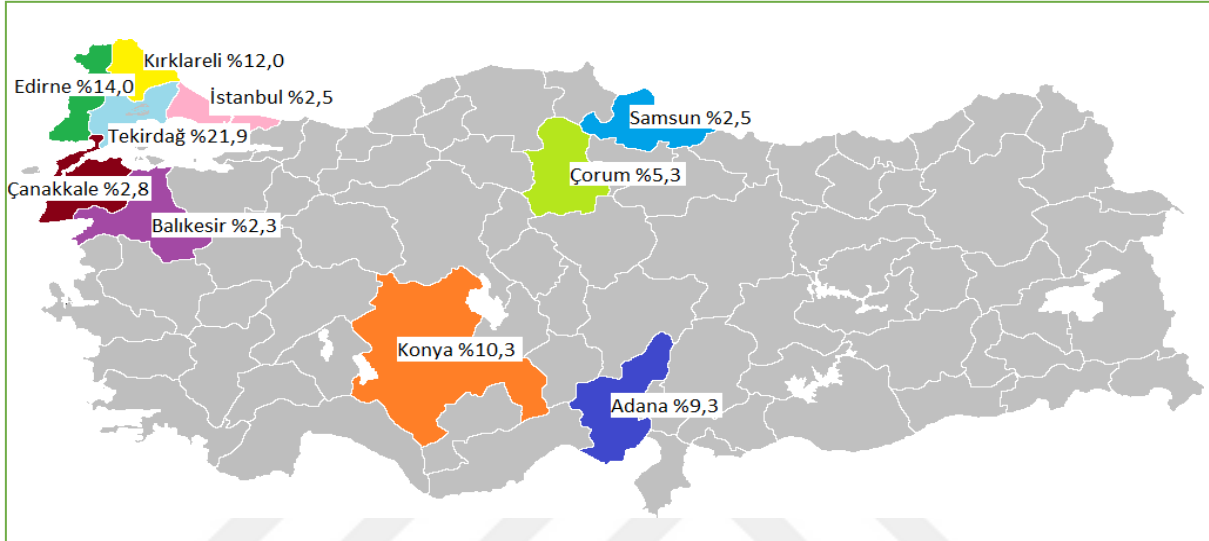 Kırklareli %12,0
Edirne %14,0
İstanbul %2,5
Samsun %2,5
Tekirdağ %21,9
Çorum %5,3
Çanakkale %2,8
Balıkesir %2,3
Konya %10,3
Adana %9,3